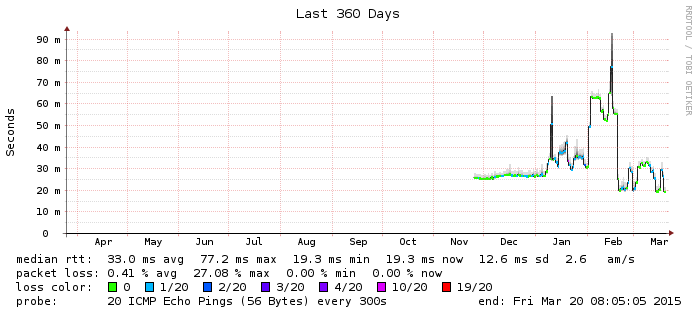 Last 360 Days
RRDTOOL / TOBI OETIKER
Seconds
90 m
80 m
70 m
60 m
50 m
40 m
30 m
20 m
10 m
0
Apr May Jun Jul Aug Sep Oct Nov Dec Jan Feb Mar
median rtt: 33.0 ms avg 77.2 ms max 19.3 ms min 19.3 ms now 12.6 ms sd 2.6 am/s
packet loss: 0.41 % avg 27.08 % max 0.00 % min 0.00 % now
loss color: 0 1/20 2/20 3/20 4/20 10/20 19/20
probe: 20 ICMP Echo Pings (56 Bytes) every 300s end: Fri Mar 20 08:05:05 2015